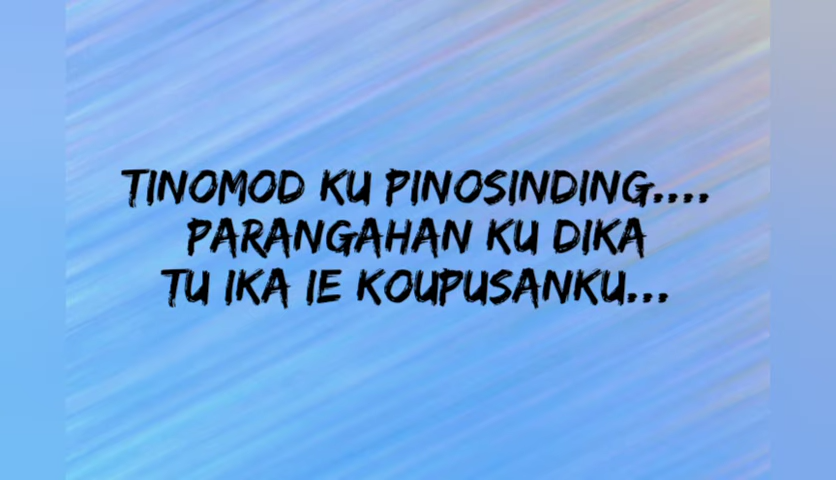 TINOMOD KU PINOSINDING....
PARANGAHAN KU DIKA
TU IKA IE KOUPUSANKU...